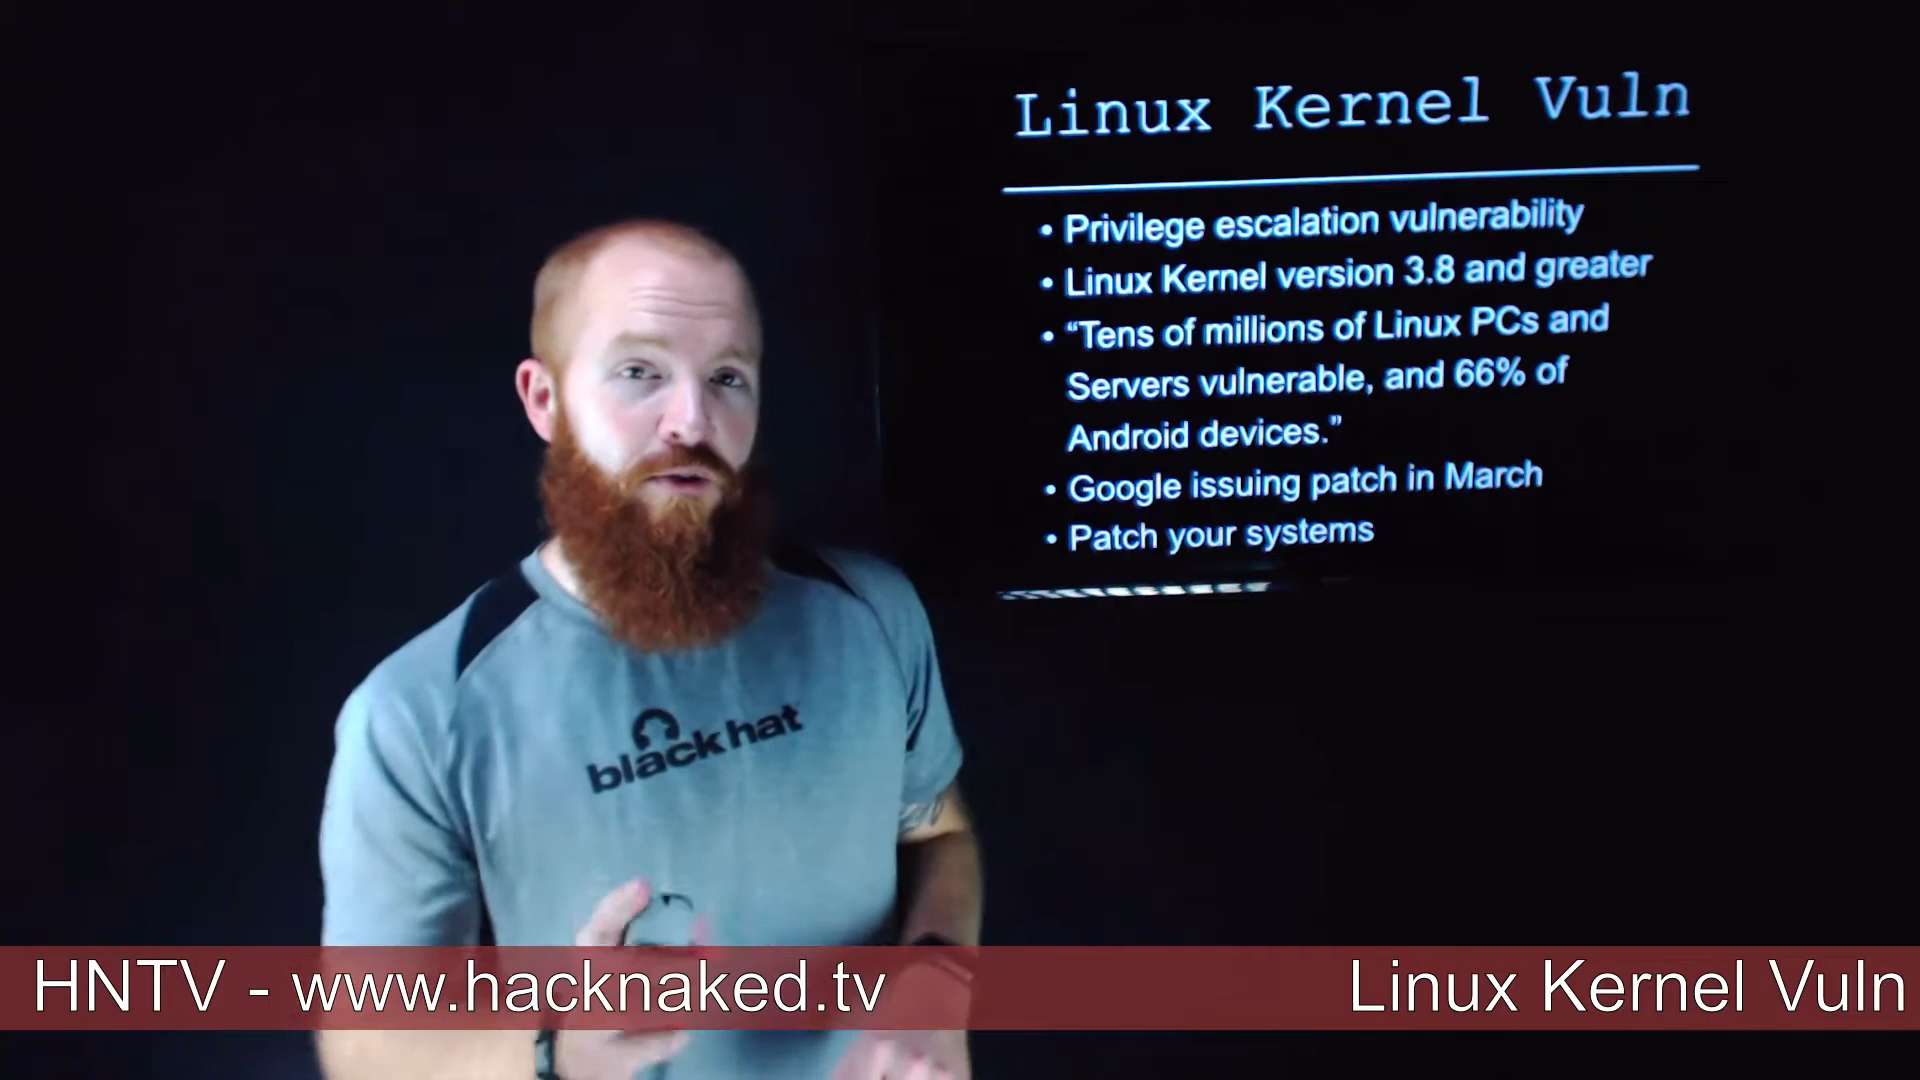 Linux Kernel Vuln
• Privilege escalation vulnerability
• Linux Kernel version 3.8 and greater
• “Tens of millions of Linux PCs and
Servers vulnerable, and 66% of
Android devices.”
• Google issuing patch in March
• Patch your systems
black hat
HNTV - www.hacknaked.tv
Linux Kernel Vuln